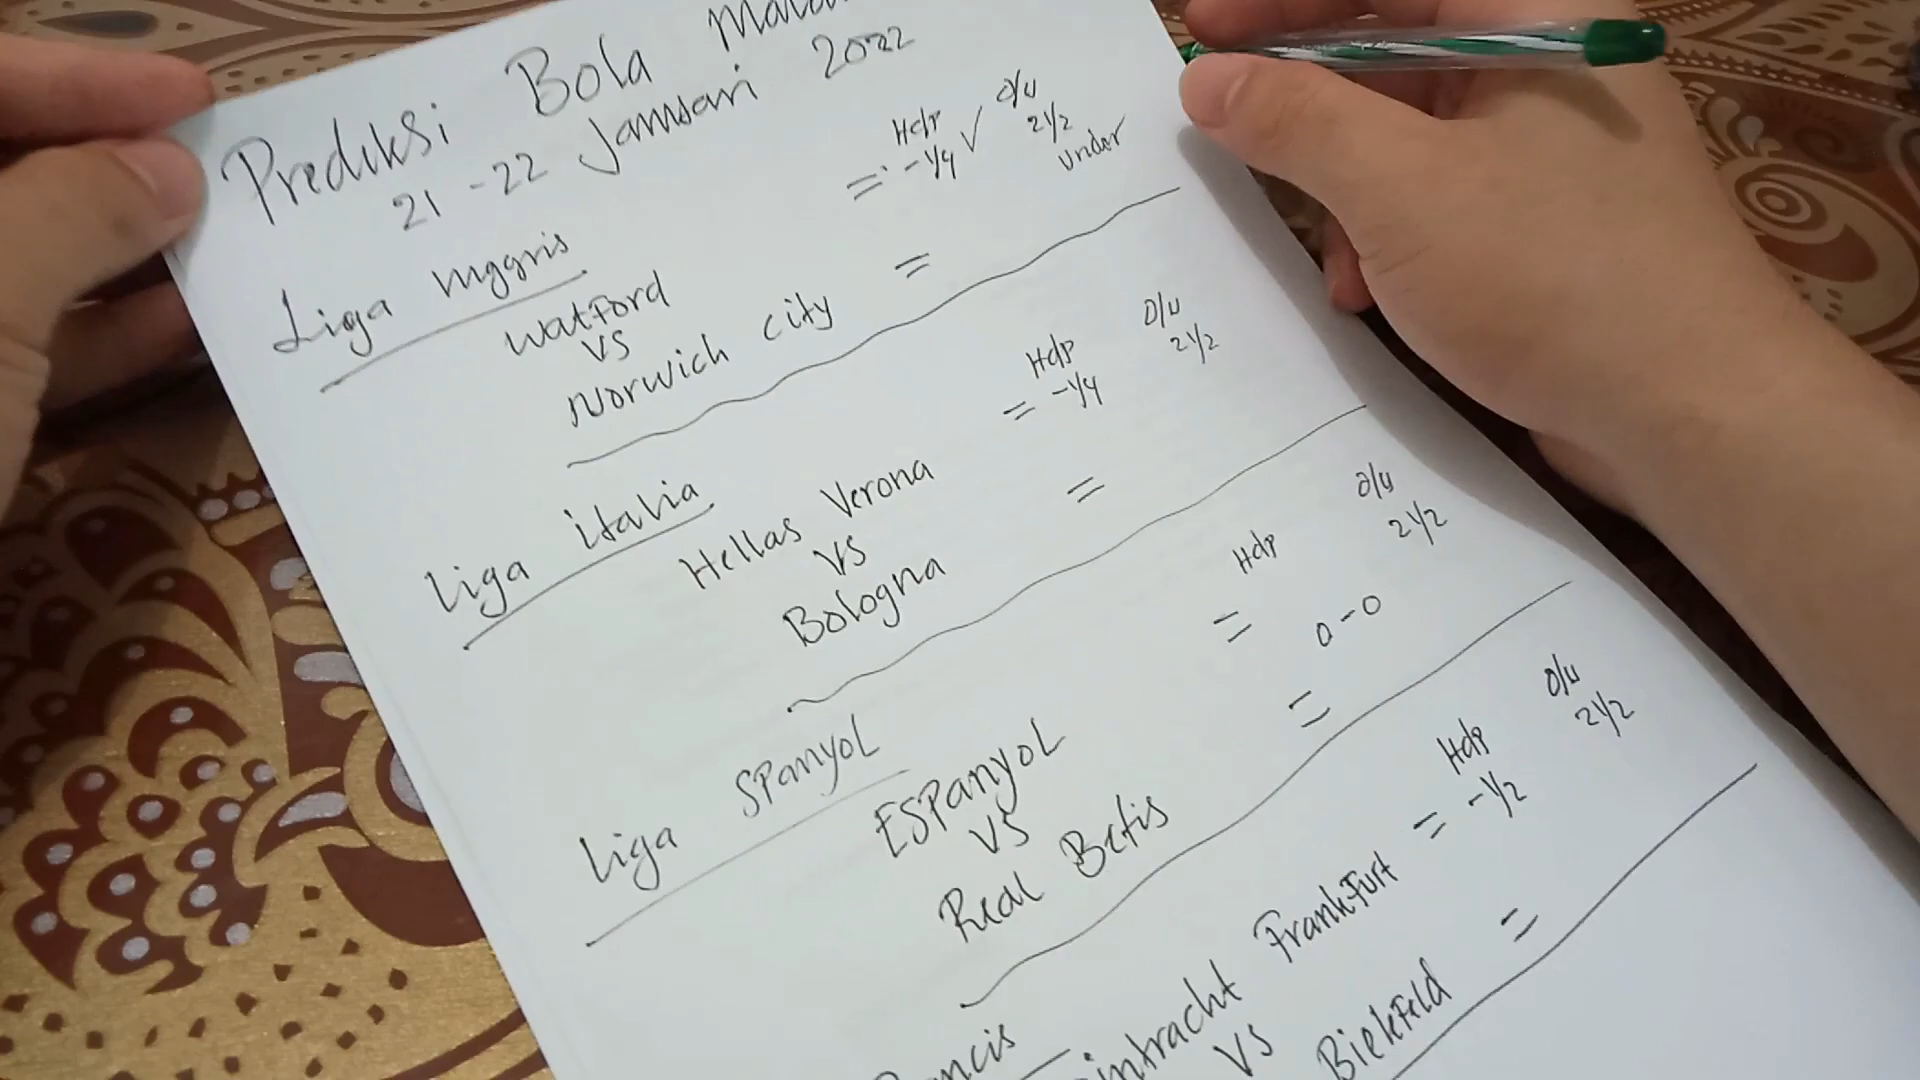 Prediksi Bola
21 - 22 Januari 2022
Liga inggris
Watford = Hdp -1/4 ✓ O/U 2 1/2 Under
VS
Norwich city =
Liga italia
Hellas Verona = Hdp -1/4 O/U 2 1/2
VS
Bologna =
Liga SPanyoL
ESPanyoL = Hdp 0-0 O/U 2 1/2
VS
Real Betis =
Eintracht FrankFurt = Hdp -1/2 O/U 2 1/2
VS
BieleFeld =